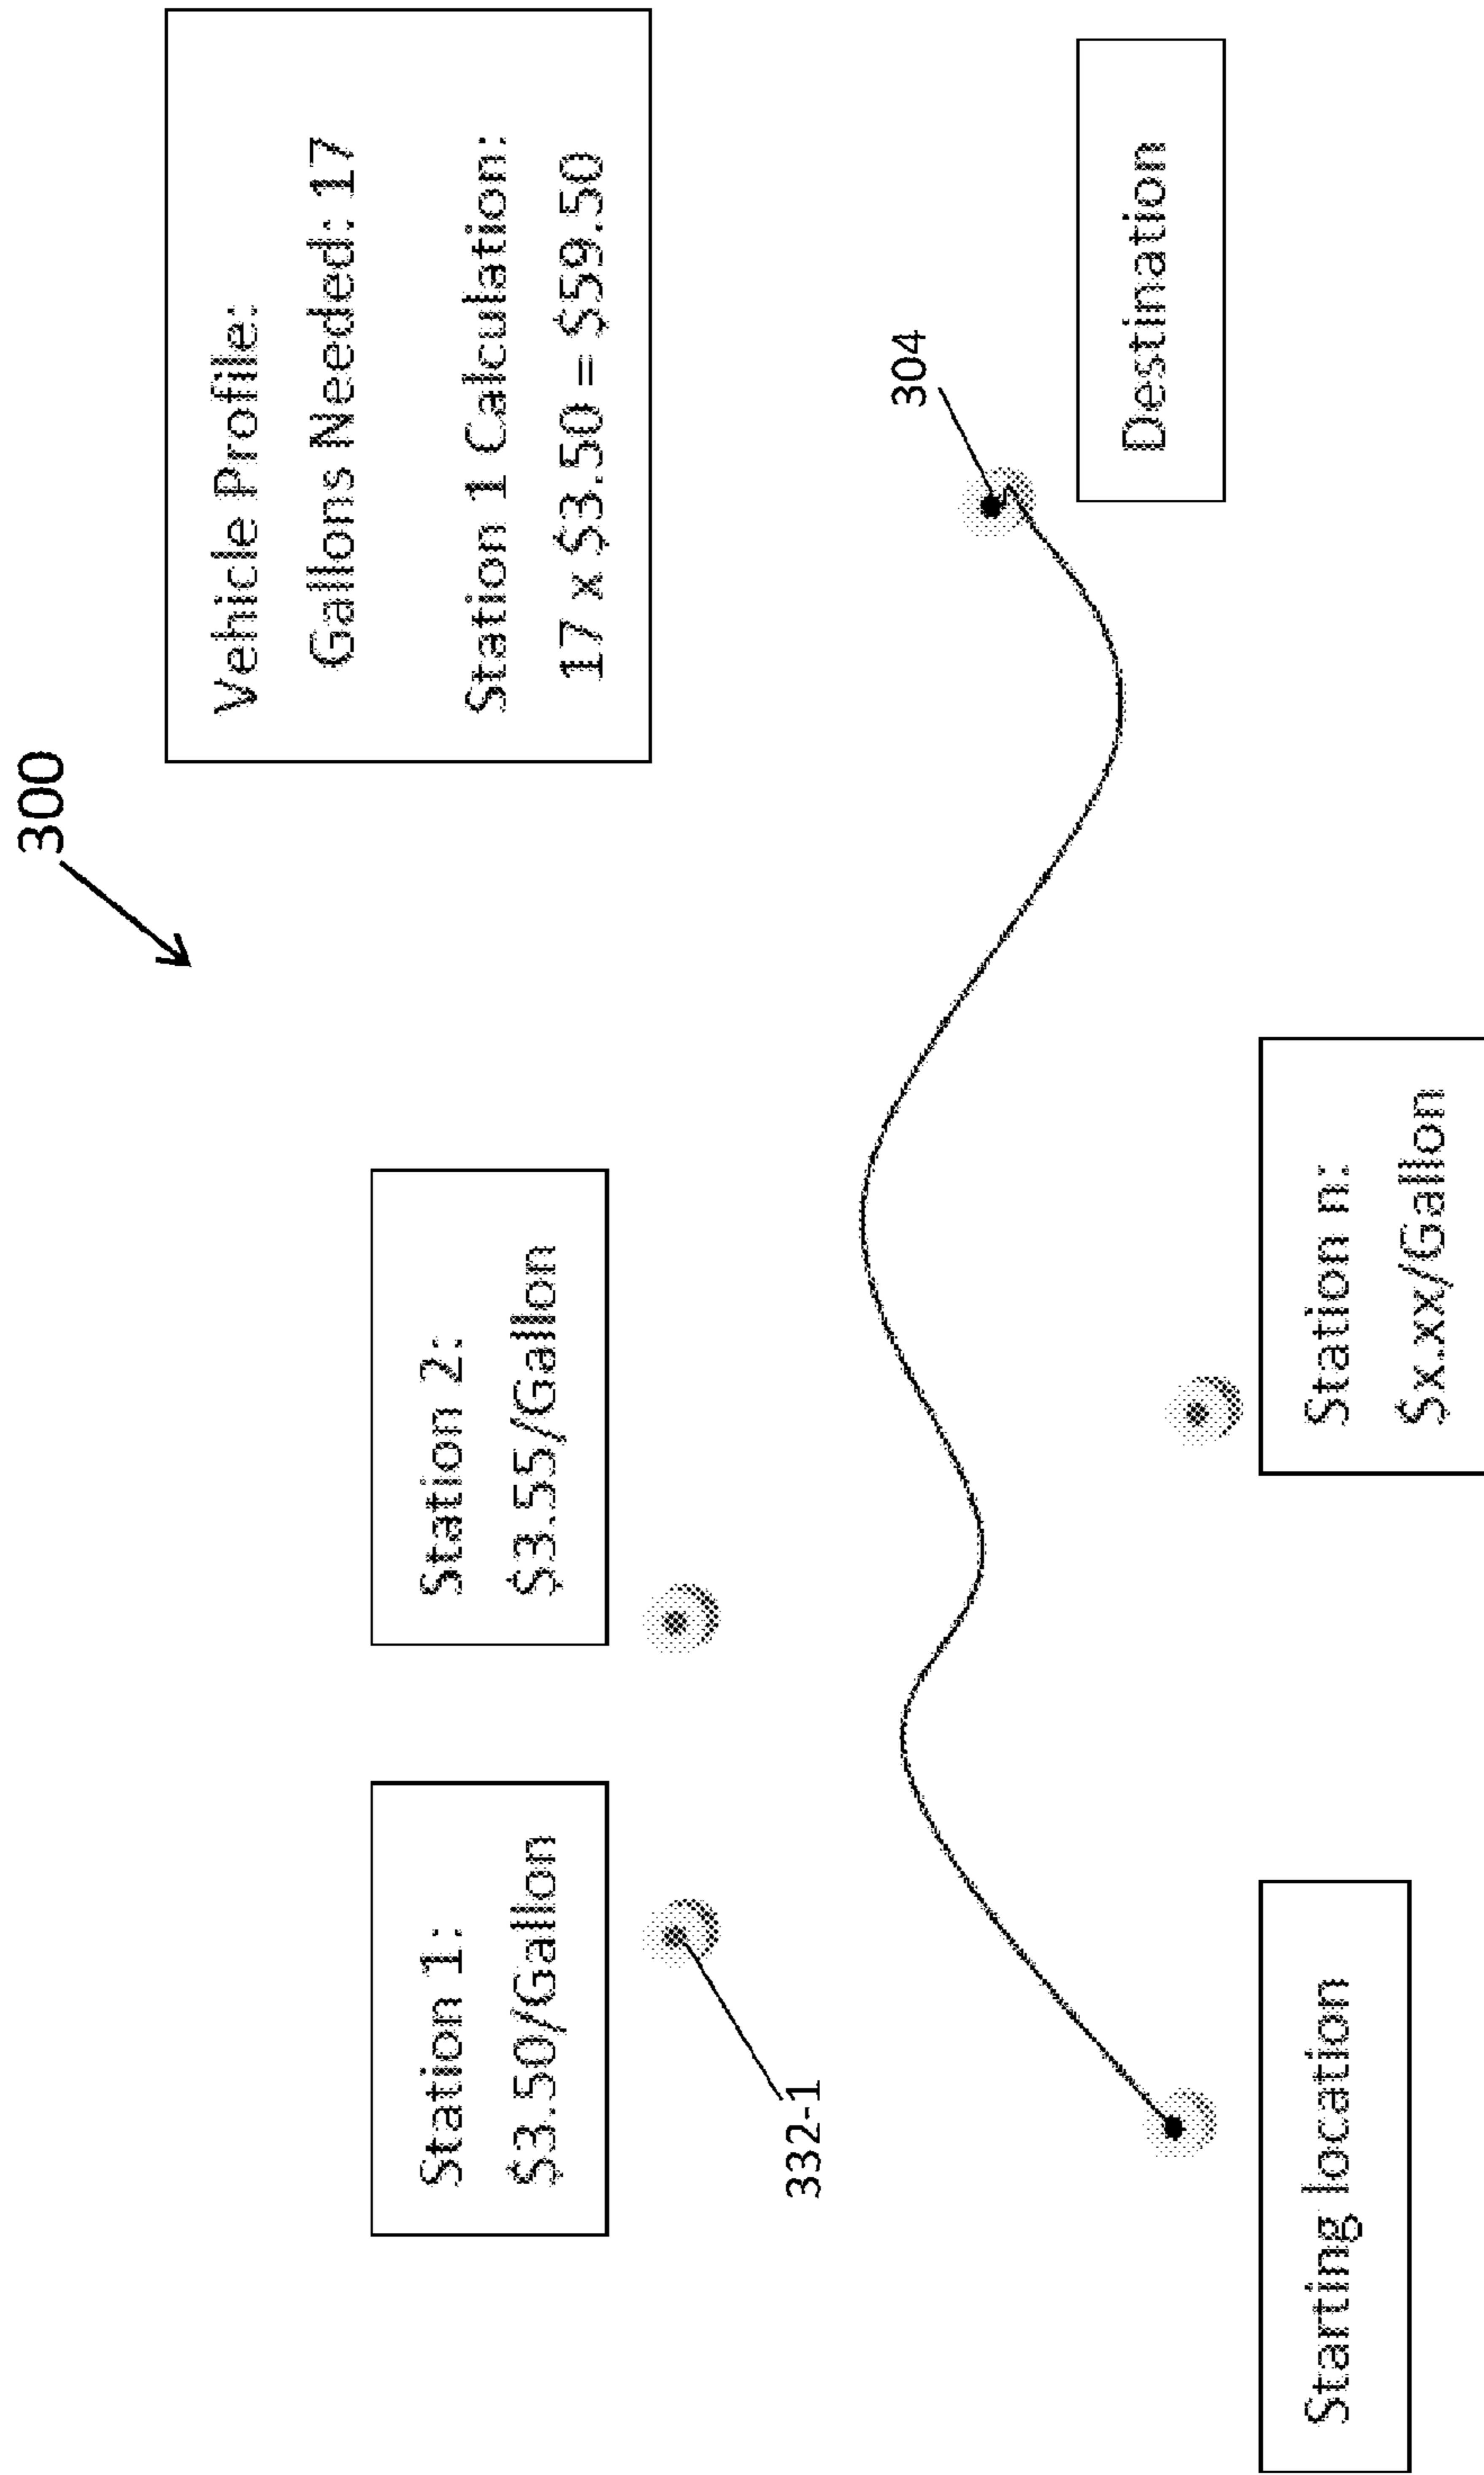 300
Vehicle Profile:
Gallons Needed: 17
Station 1 Calculation:
17 x $3.50 = $59.50
Station 1:
$3.50/Gallon
Station 2:
$3.55/Gallon
332-1
304
Starting location
Station n:
$x.xx/Gallon
Destination